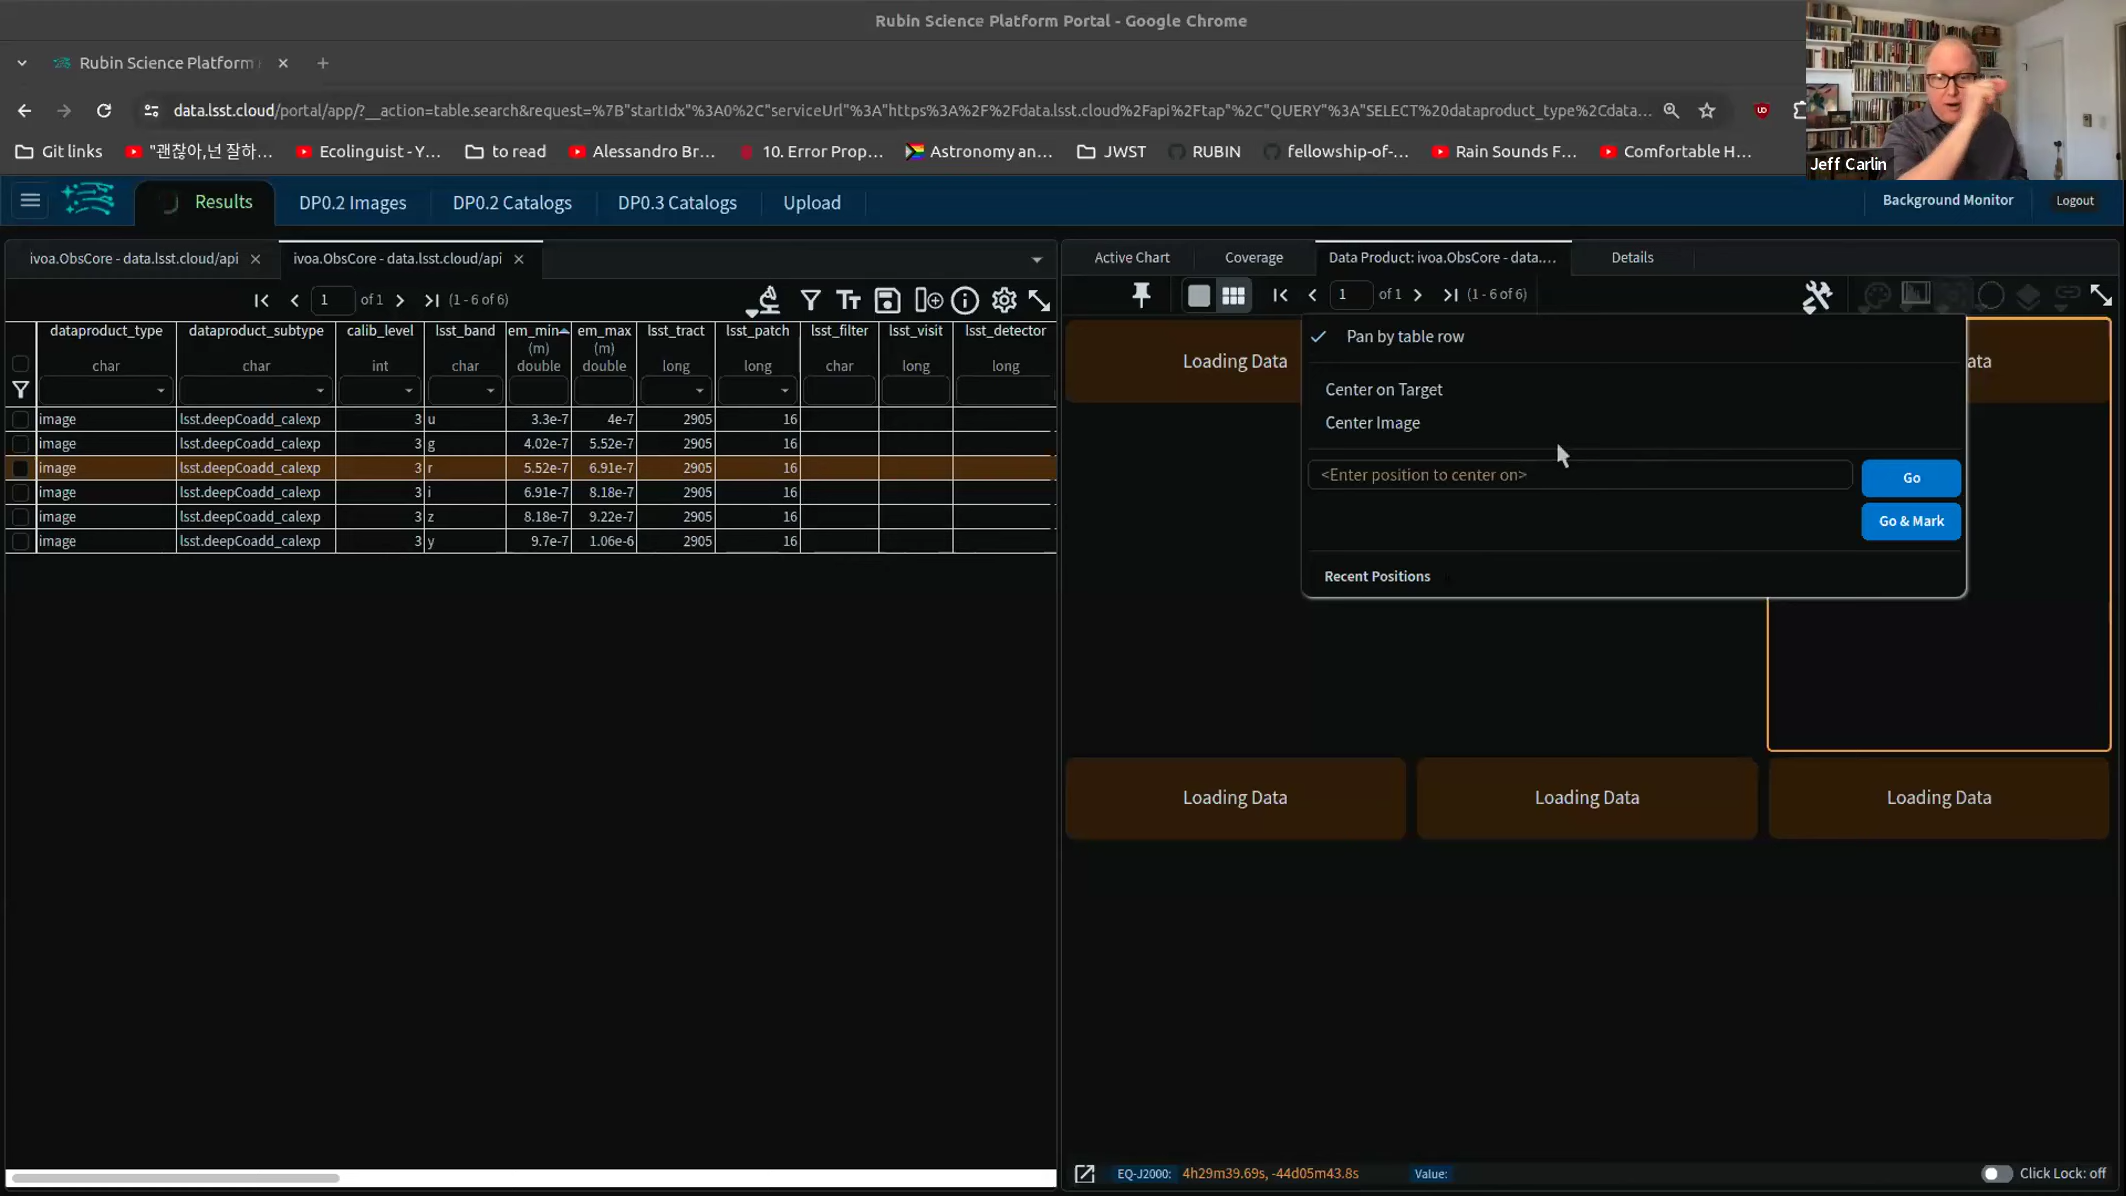 Rubin Science Platform Portal - Google Chrome
Rubin Science Platform
data.lsst.cloud/portal/app/?__action=table.search&request=%7B"startIdx"%3A0%2C"serviceUrl"%3A"https%3A%2F%2Fdata.lsst.cloud%2Fapi%2Ftap"%2C"QUERY"%3A"SELECT%20dataproduct_type%2Cdata...
Git links "괜찮아,넌 잘하... Ecolinguist - Y... to read Alessandro Br... 10. Error Prop... Astronomy an... JWST RUBIN fellowship-of-... Rain Sounds F... Comfortable H...
Jeff Carlin
Results DP0.2 Images DP0.2 Catalogs DP0.3 Catalogs Upload Background Monitor Logout
ivoa.ObsCore - data.lsst.cloud/api ivoa.ObsCore - data.lsst.cloud/api
1 of 1 (1 - 6 of 6)
dataproduct_type dataproduct_subtype calib_level lsst_band em_min em_max lsst_tract lsst_patch lsst_filter lsst_visit lsst_detector
(m) (m)
char char int char double double long long char long long
image lsst.deepCoadd_calexp 3 u 3.3e-7 4e-7 2905 16
image lsst.deepCoadd_calexp 3 g 4.02e-7 5.52e-7 2905 16
image lsst.deepCoadd_calexp 3 r 5.52e-7 6.91e-7 2905 16
image lsst.deepCoadd_calexp 3 i 6.91e-7 8.18e-7 2905 16
image lsst.deepCoadd_calexp 3 z 8.18e-7 9.22e-7 2905 16
image lsst.deepCoadd_calexp 3 y 9.7e-7 1.06e-6 2905 16
Active Chart Coverage Data Product: ivoa.ObsCore - data.... Details
1 of 1 (1 - 6 of 6)
Loading Data ata
Pan by table row
Center on Target
Center Image
<Enter position to center on> Go
Go & Mark
Recent Positions
Loading Data Loading Data Loading Data
EQ-J2000: 4h29m39.69s, -44d05m43.8s Value: Click Lock: off